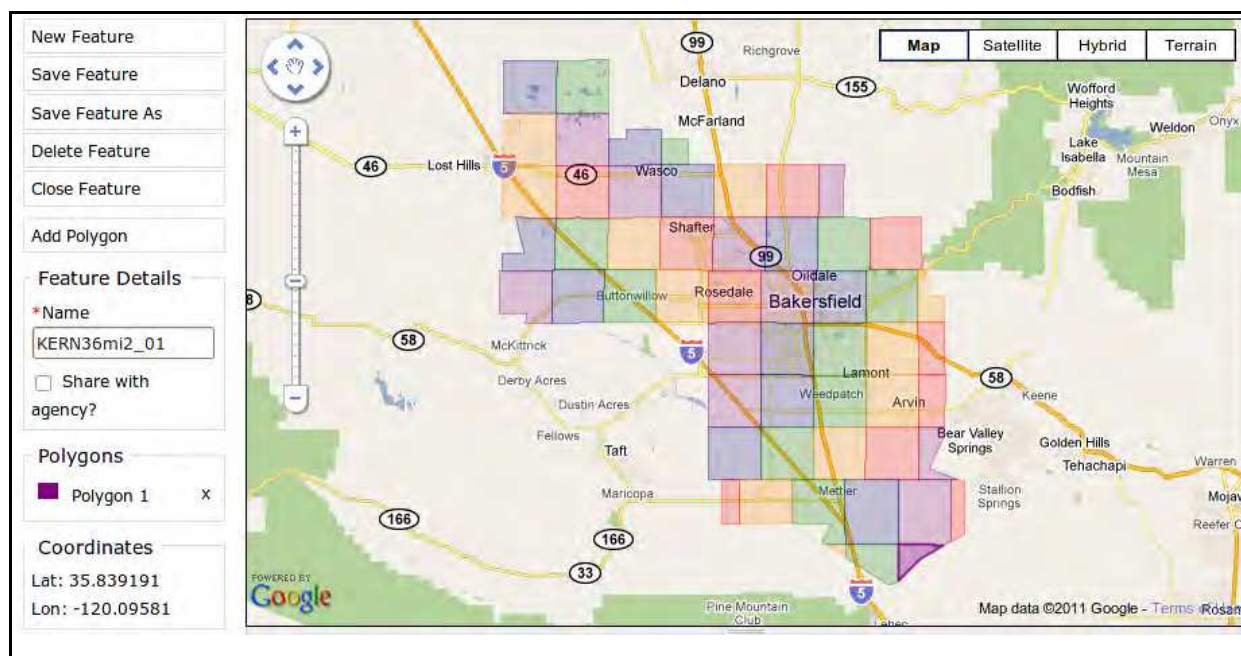 New Feature
Save Feature
Save Feature As
Delete Feature
Close Feature
Add Polygon
Feature Details
*Name
KERN36mi2_01
Share with
agency?
Polygons
Polygon 1 x
Coordinates
Lat: 35.839191
Lon: -120.09581
Map Satellite Hybrid Terrain
99
Richgrove
Delano
155
Wofford
Heights
McFarland
Weldon
Onyx
Lake
Isabella
Mountain
Mesa
46
Lost Hills
5
46
Wasco
Bodfish
Shafter
99
Oildale
Buttonwillow
Rosedale
Bakersfield
58
McKittrick
5
Derby Acres
Lamont
58
Weedpatch
Keene
Dustin Acres
Arvin
Fellows
Bear Valley
Springs
Golden Hills
Taft
Tehachapi
Warren
Maricopa
Mettler
Stallion
Springs
166
166
33
5
POWERED BY
Google
Pine Mountain
Club
Map data ©2011 Google - Terms of